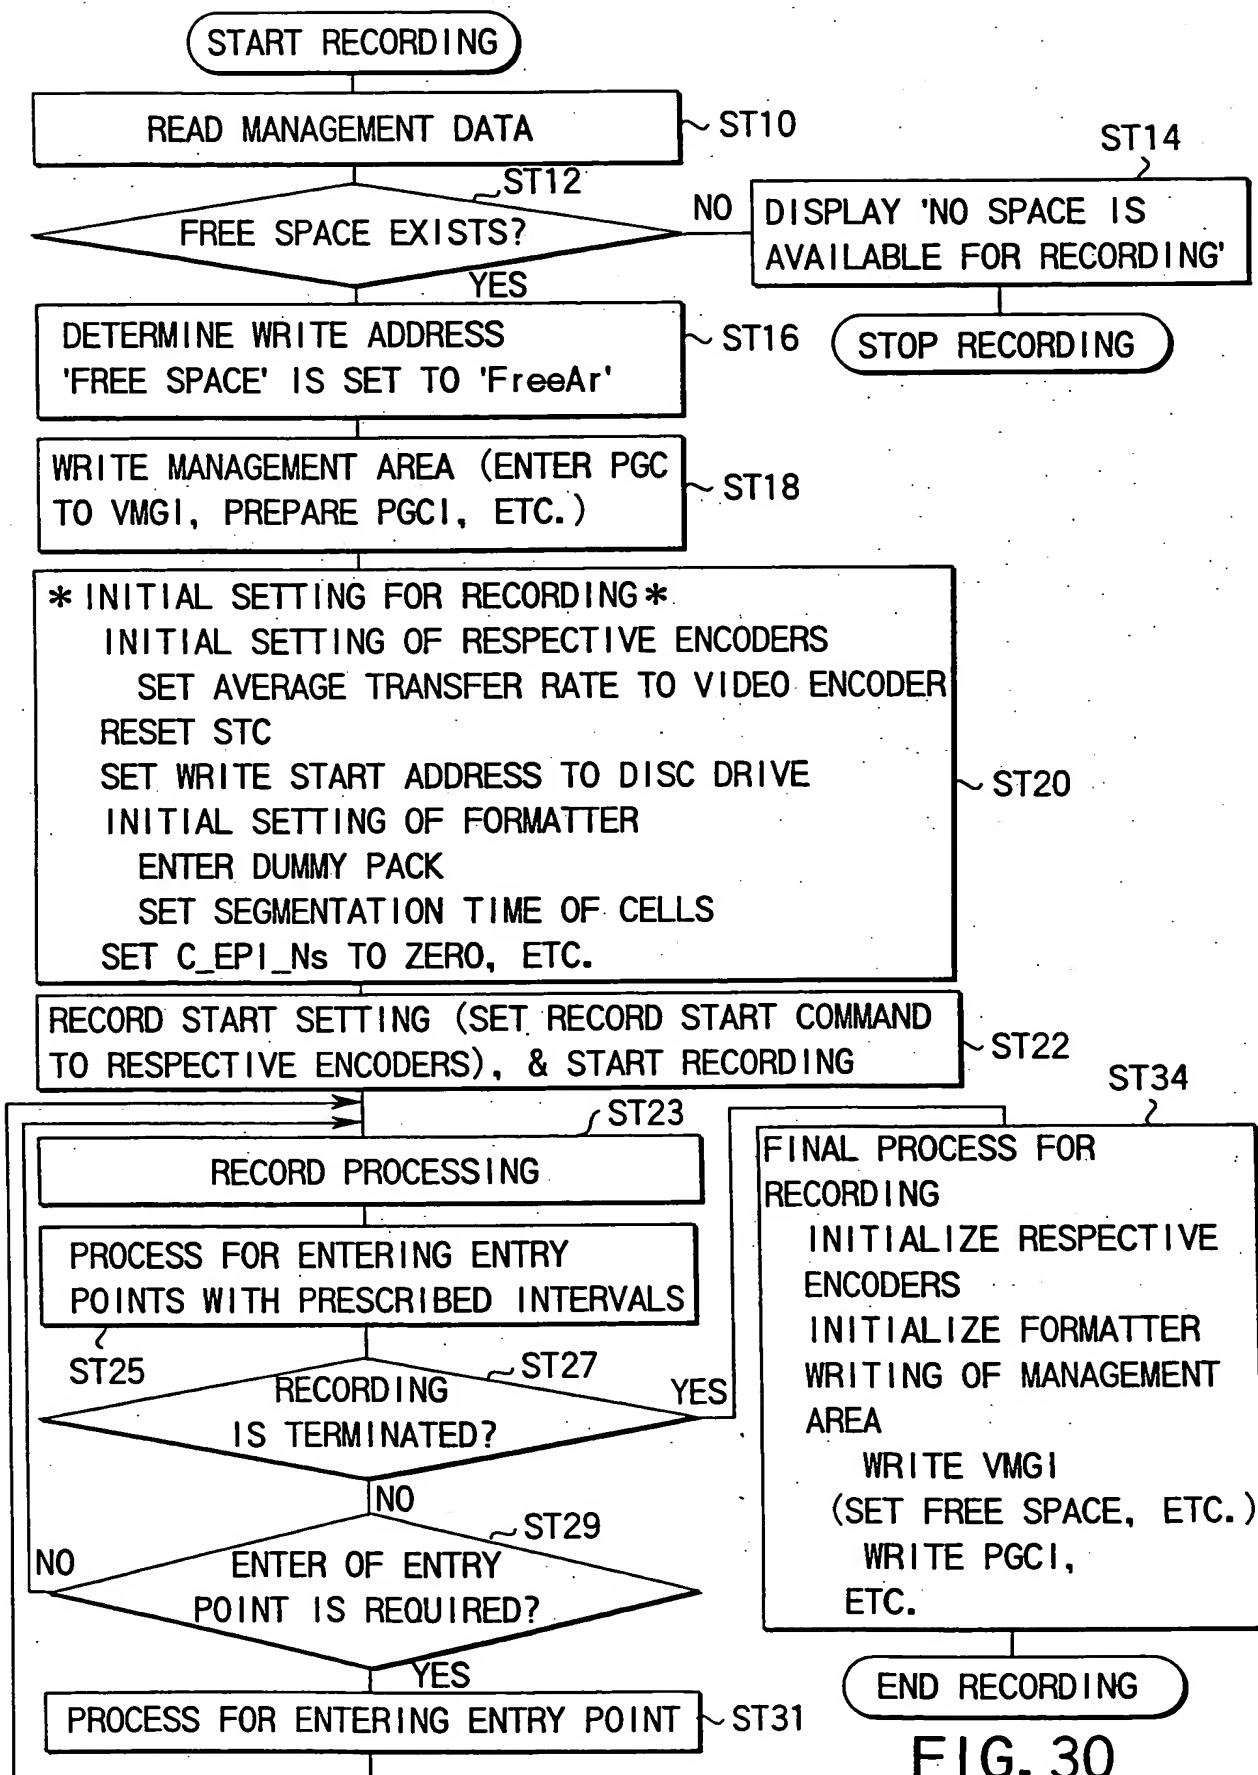 START RECORDING
READ MANAGEMENT DATA
ST10
ST12
FREE SPACE EXISTS?
NO
YES
ST14
DISPLAY 'NO SPACE IS
AVAILABLE FOR RECORDING'
STOP RECORDING
DETERMINE WRITE ADDRESS
'FREE SPACE' IS SET TO 'FreeAr'
ST16
WRITE MANAGEMENT AREA (ENTER PGC
TO VMGI, PREPARE PGCI, ETC.)
ST18
* INITIAL SETTING FOR RECORDING *
INITIAL SETTING OF RESPECTIVE ENCODERS
SET AVERAGE TRANSFER RATE TO VIDEO ENCODER
RESET STC
SET WRITE START ADDRESS TO DISC DRIVE
INITIAL SETTING OF FORMATTER
ENTER DUMMY PACK
SET SEGMENTATION TIME OF CELLS
SET C_EPI_Ns TO ZERO, ETC.
ST20
RECORD START SETTING (SET RECORD START COMMAND
TO RESPECTIVE ENCODERS), & START RECORDING
ST22
ST23
RECORD PROCESSING
PROCESS FOR ENTERING ENTRY
POINTS WITH PRESCRIBED INTERVALS
ST25
ST27
RECORDING
IS TERMINATED?
YES
NO
ST29
ENTER OF ENTRY
POINT IS REQUIRED?
NO
YES
PROCESS FOR ENTERING ENTRY POINT
ST31
ST34
FINAL PROCESS FOR
RECORDING
INITIALIZE RESPECTIVE
ENCODERS
INITIALIZE FORMATTER
WRITING OF MANAGEMENT
AREA
WRITE VMGI
(SET FREE SPACE, ETC.)
WRITE PGCI,
ETC.
END RECORDING
FIG. 30